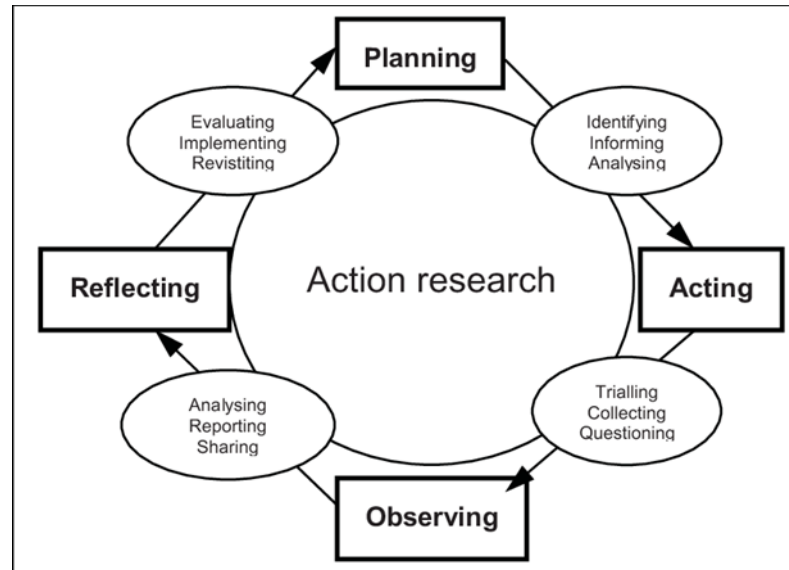 Planning
Evaluating
Implementing
Revistiting
Identifying
Informing
Analysing
Reflecting
Action research
Acting
Analysing
Reporting
Sharing
Trialling
Collecting
Questioning
Observing